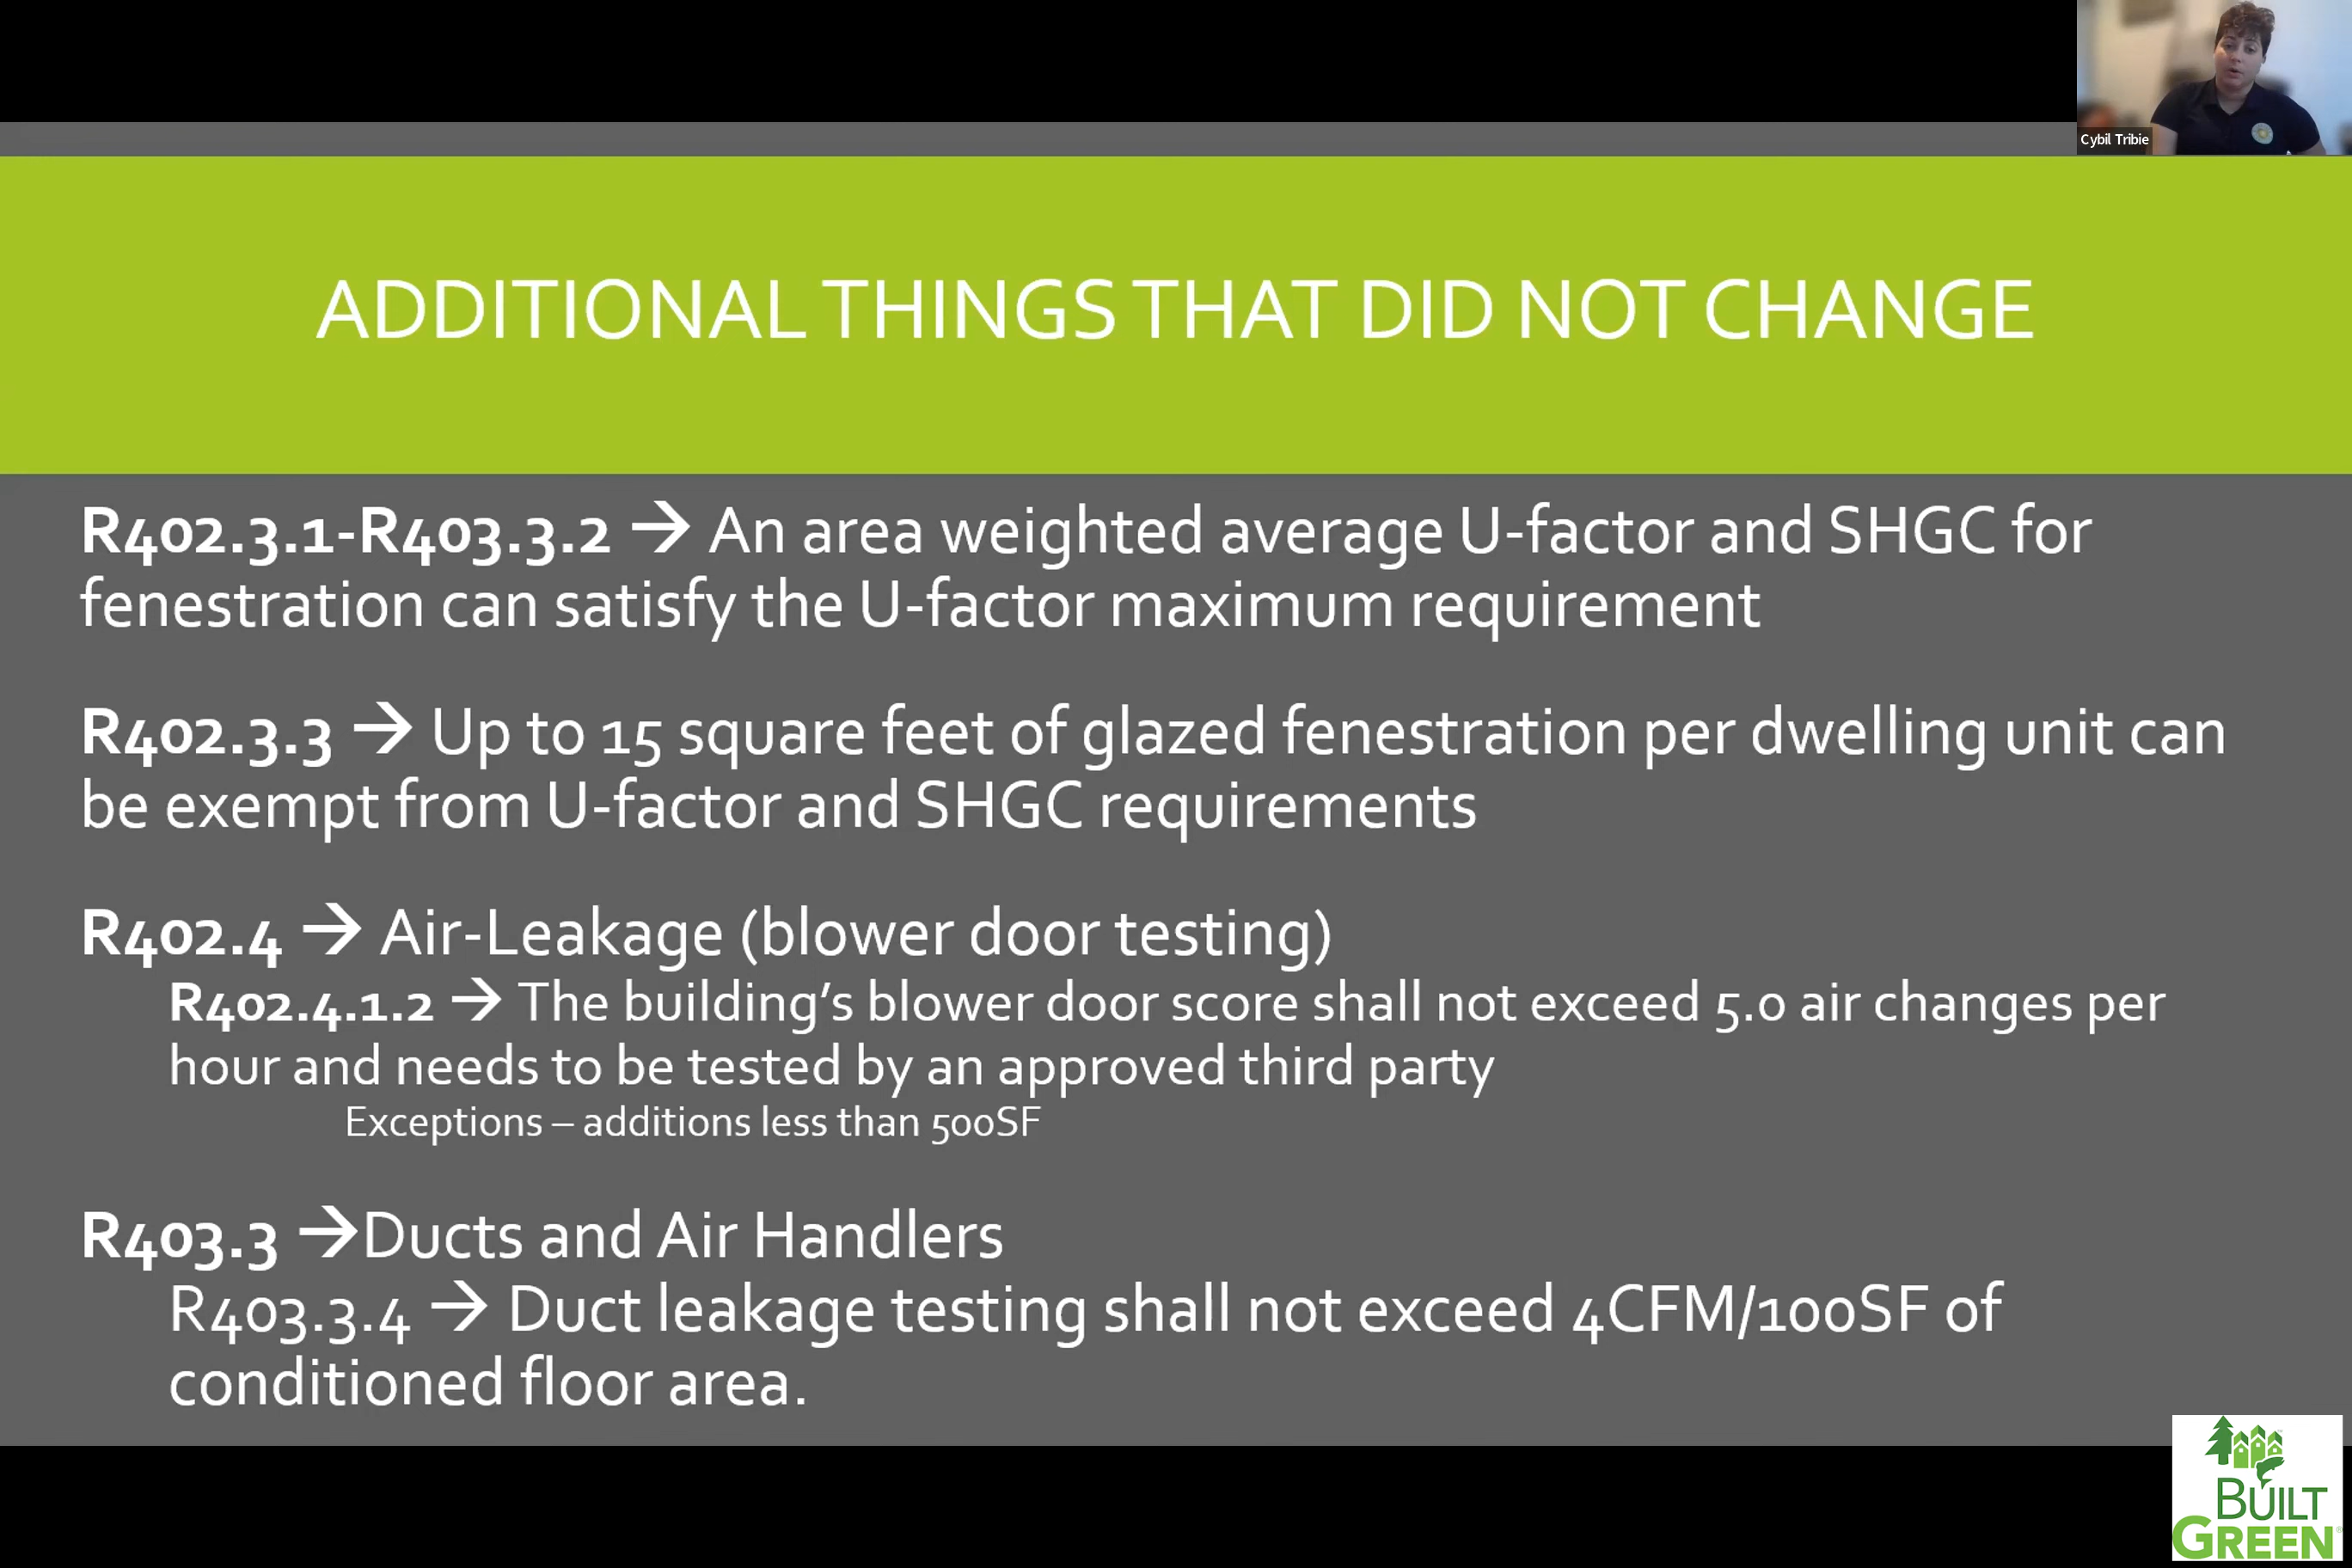 Cybil Tribie
ADDITIONAL THINGS THAT DID NOT CHANGE
R402.3.1-R403.3.2 → An area weighted average U-factor and SHGC for
fenestration can satisfy the U-factor maximum requirement
R402.3.3 → Up to 15 square feet of glazed fenestration per dwelling unit can
be exempt from U-factor and SHGC requirements
R402.4 → Air-Leakage (blower door testing)
R402.4.1.2 → The building’s blower door score shall not exceed 5.0 air changes per
hour and needs to be tested by an approved third party
Exceptions – additions less than 500SF
R403.3 →Ducts and Air Handlers
R403.3.4 → Duct leakage testing shall not exceed 4CFM/100SF of
conditioned floor area.
BUILT
GREEN®